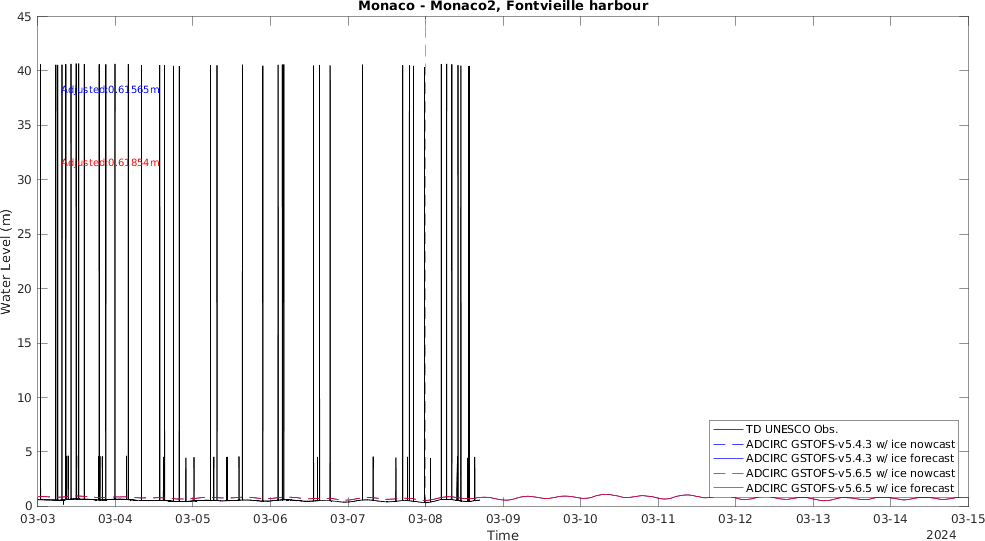 Monaco - Monaco2, Fontvieille harbour
45
40
35
30
25
20
15
10
5
0
Water Level (m)
Adjusted:0.61565m
Adjusted:0.61854m
TD UNESCO Obs.
ADCIRC GSTOFS-v5.4.3 w/ ice nowcast
ADCIRC GSTOFS-v5.4.3 w/ ice forecast
ADCIRC GSTOFS-v5.6.5 w/ ice nowcast
ADCIRC GSTOFS-v5.6.5 w/ ice forecast
03-03 03-04 03-05 03-06 03-07 03-08 03-09 03-10 03-11 03-12 03-13 03-14 03-15
Time
2024